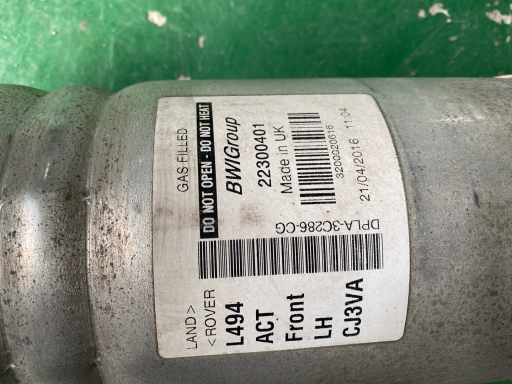 GAS FILLED
DO NOT OPEN - DO NOT HEAT
BWIGroup
22300401
Made in UK
3200020616
21/04/2016 11:04
DPLA-3C286-CG
LAND >
< ROVER
L494
ACT
Front
LH
CJ3VA